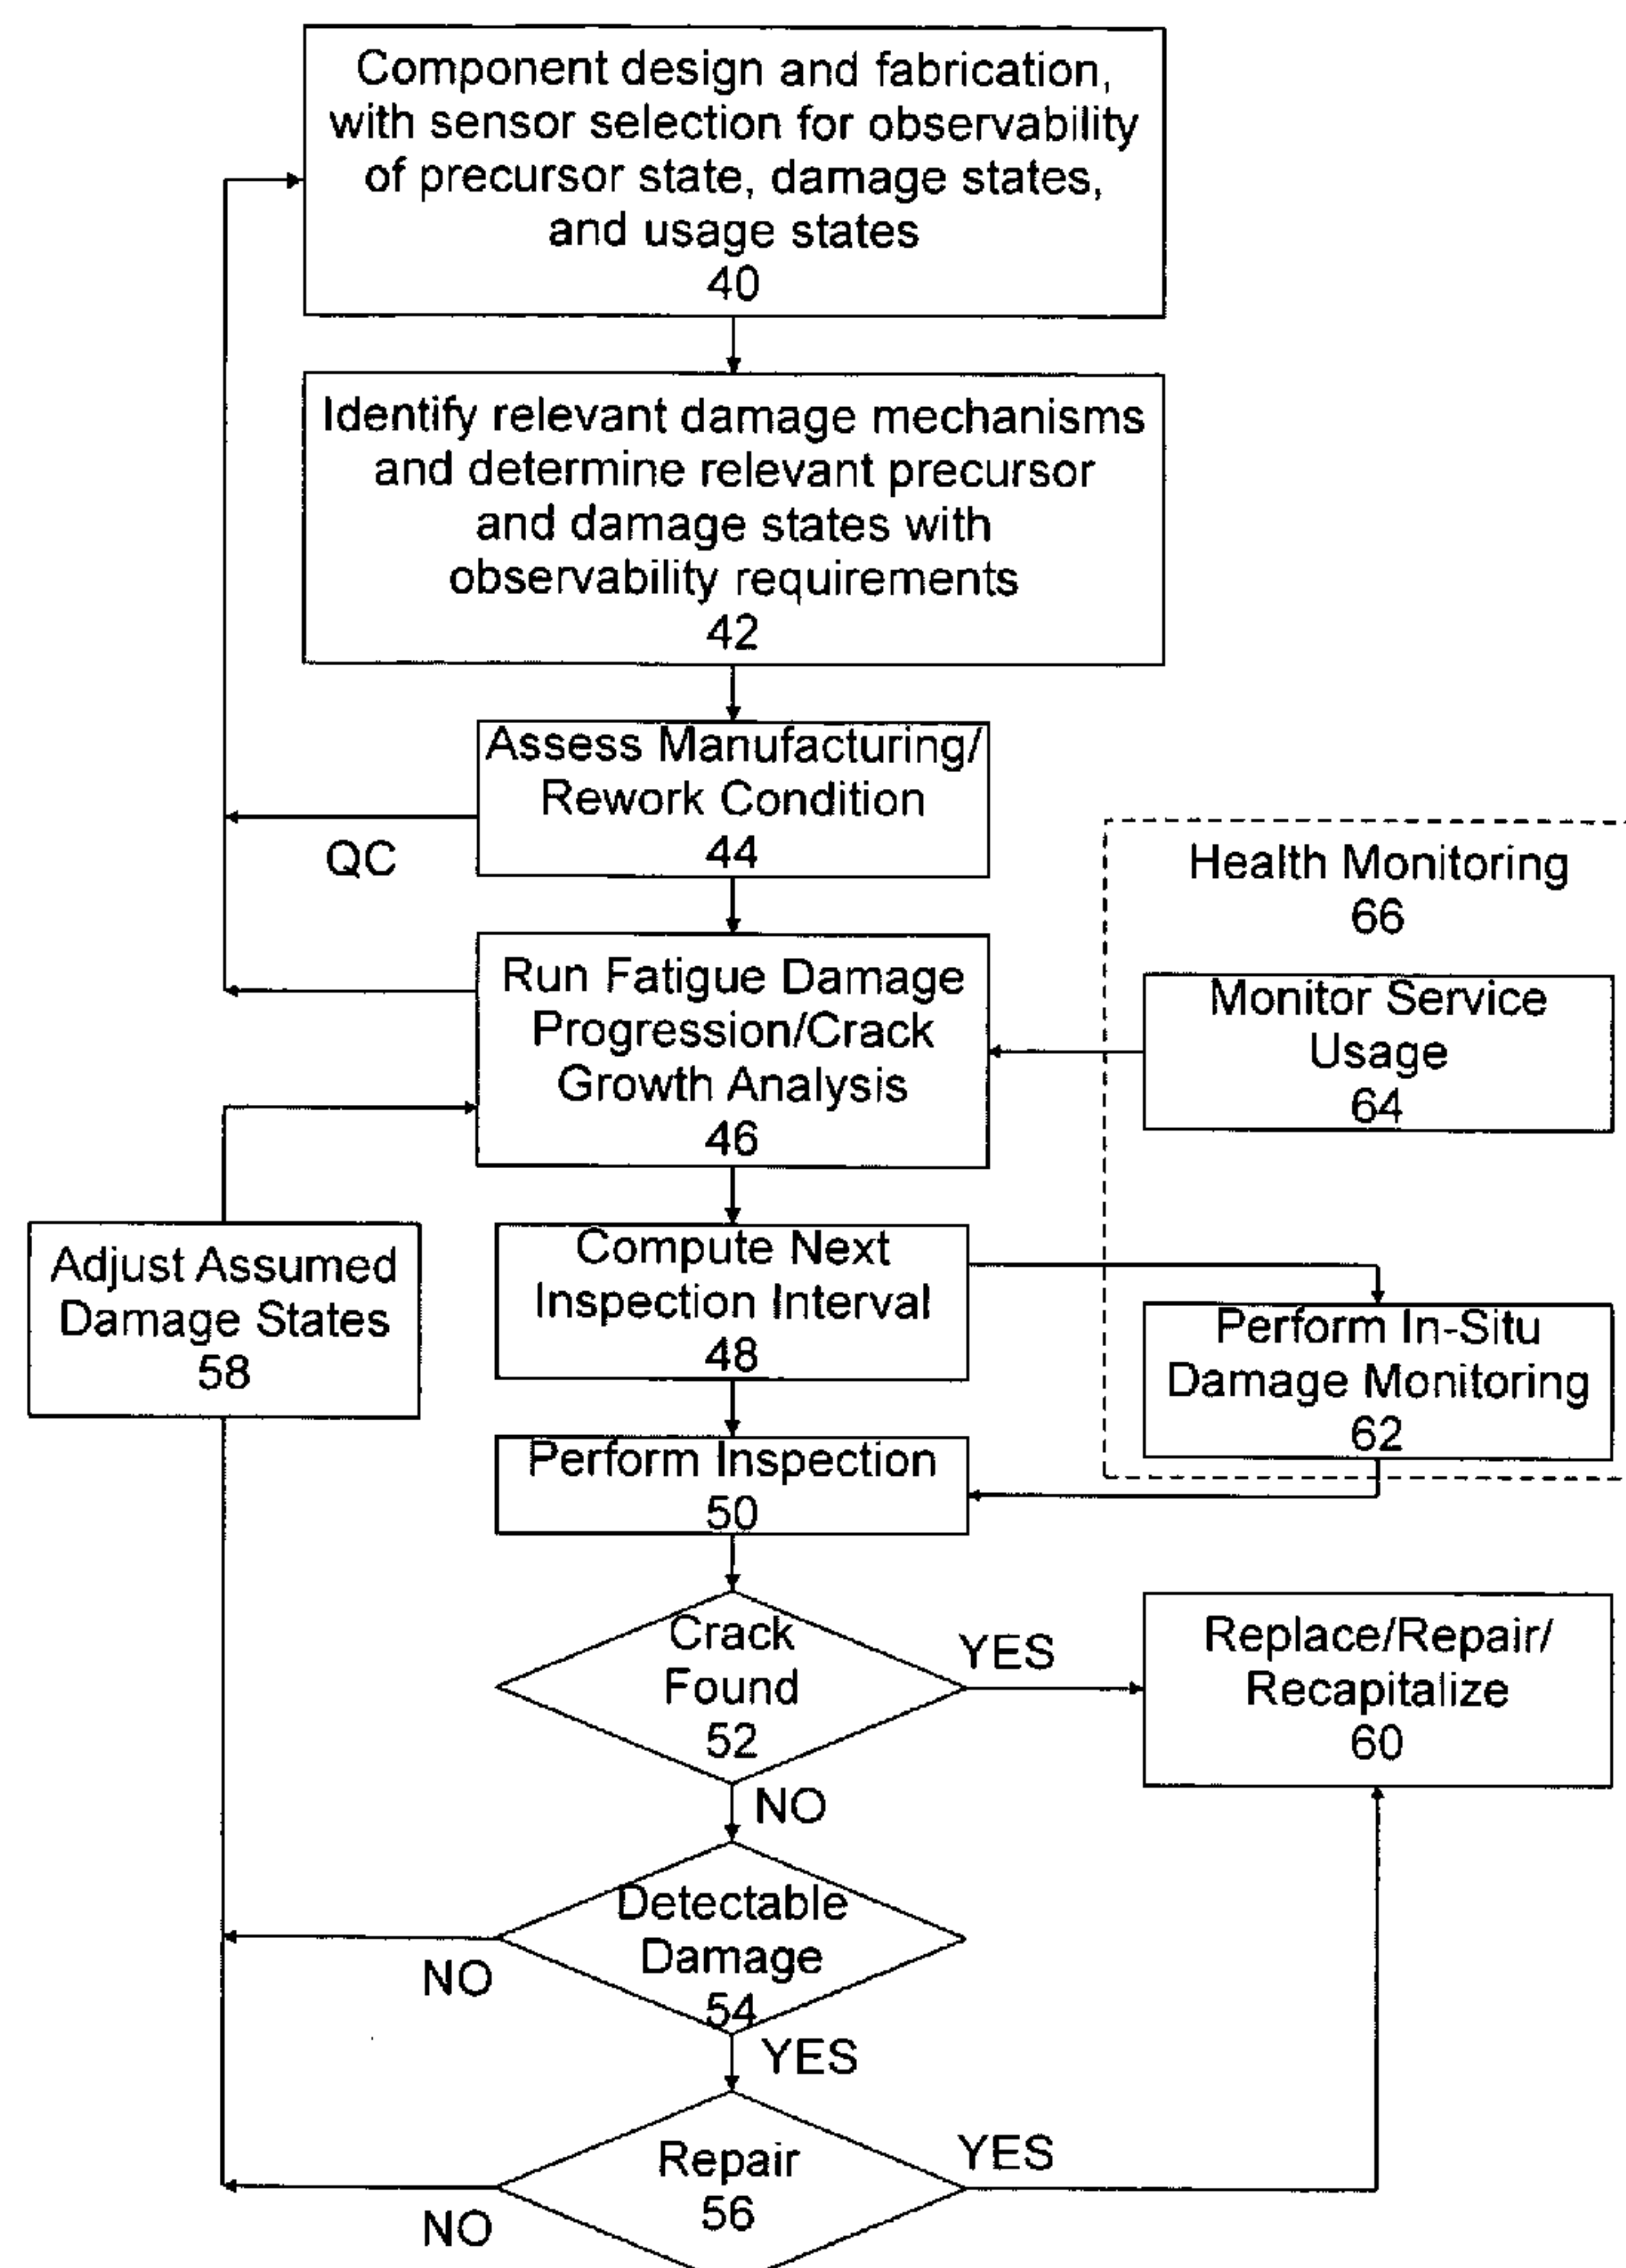 Component design and fabrication,
with sensor selection for observability
of precursor state, damage states,
and usage states
40
Identify relevant damage mechanisms
and determine relevant precursor
and damage states with
observability requirements
42
Assess Manufacturing/
Rework Condition
44
QC
Health Monitoring
66
Run Fatigue Damage
Progression/Crack
Growth Analysis
46
Monitor Service
Usage
64
Adjust Assumed
Damage States
58
Compute Next
Inspection Interval
48
Perform In-Situ
Damage Monitoring
62
Perform Inspection
50
Crack
Found
52
YES
Replace/Repair/
Recapitalize
60
NO
Detectable
Damage
54
NO
YES
Repair
56
YES
NO